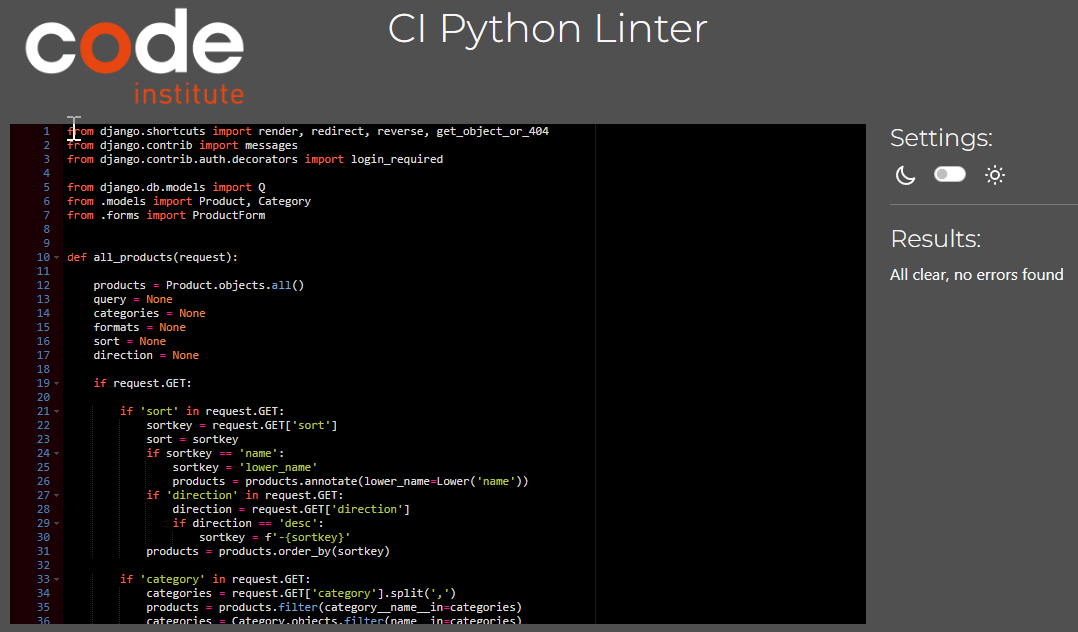 code
institute
CI Python Linter
1 from django.shortcuts import render, redirect, reverse, get_object_or_404
2 from django.contrib import messages
3 from django.contrib.auth.decorators import login_required
4
5 from django.db.models import Q
6 from .models import Product, Category
7 from .forms import ProductForm
8
9
10 def all_products(request):
11
12     products = Product.objects.all()
13     query = None
14     categories = None
15     formats = None
16     sort = None
17     direction = None
18
19     if request.GET:
20
21         if 'sort' in request.GET:
22             sortkey = request.GET['sort']
23             sort = sortkey
24             if sortkey == 'name':
25                 sortkey = 'lower_name'
26                 products = products.annotate(lower_name=Lower('name'))
27             if 'direction' in request.GET:
28                 direction = request.GET['direction']
29                 if direction == 'desc':
30                     sortkey = f'-{sortkey}'
31             products = products.order_by(sortkey)
32
33         if 'category' in request.GET:
34             categories = request.GET['category'].split(',')
35             products = products.filter(category__name__in=categories)
36             categories = Category.objects.filter(name__in=categories)
Settings:
Results:
All clear, no errors found